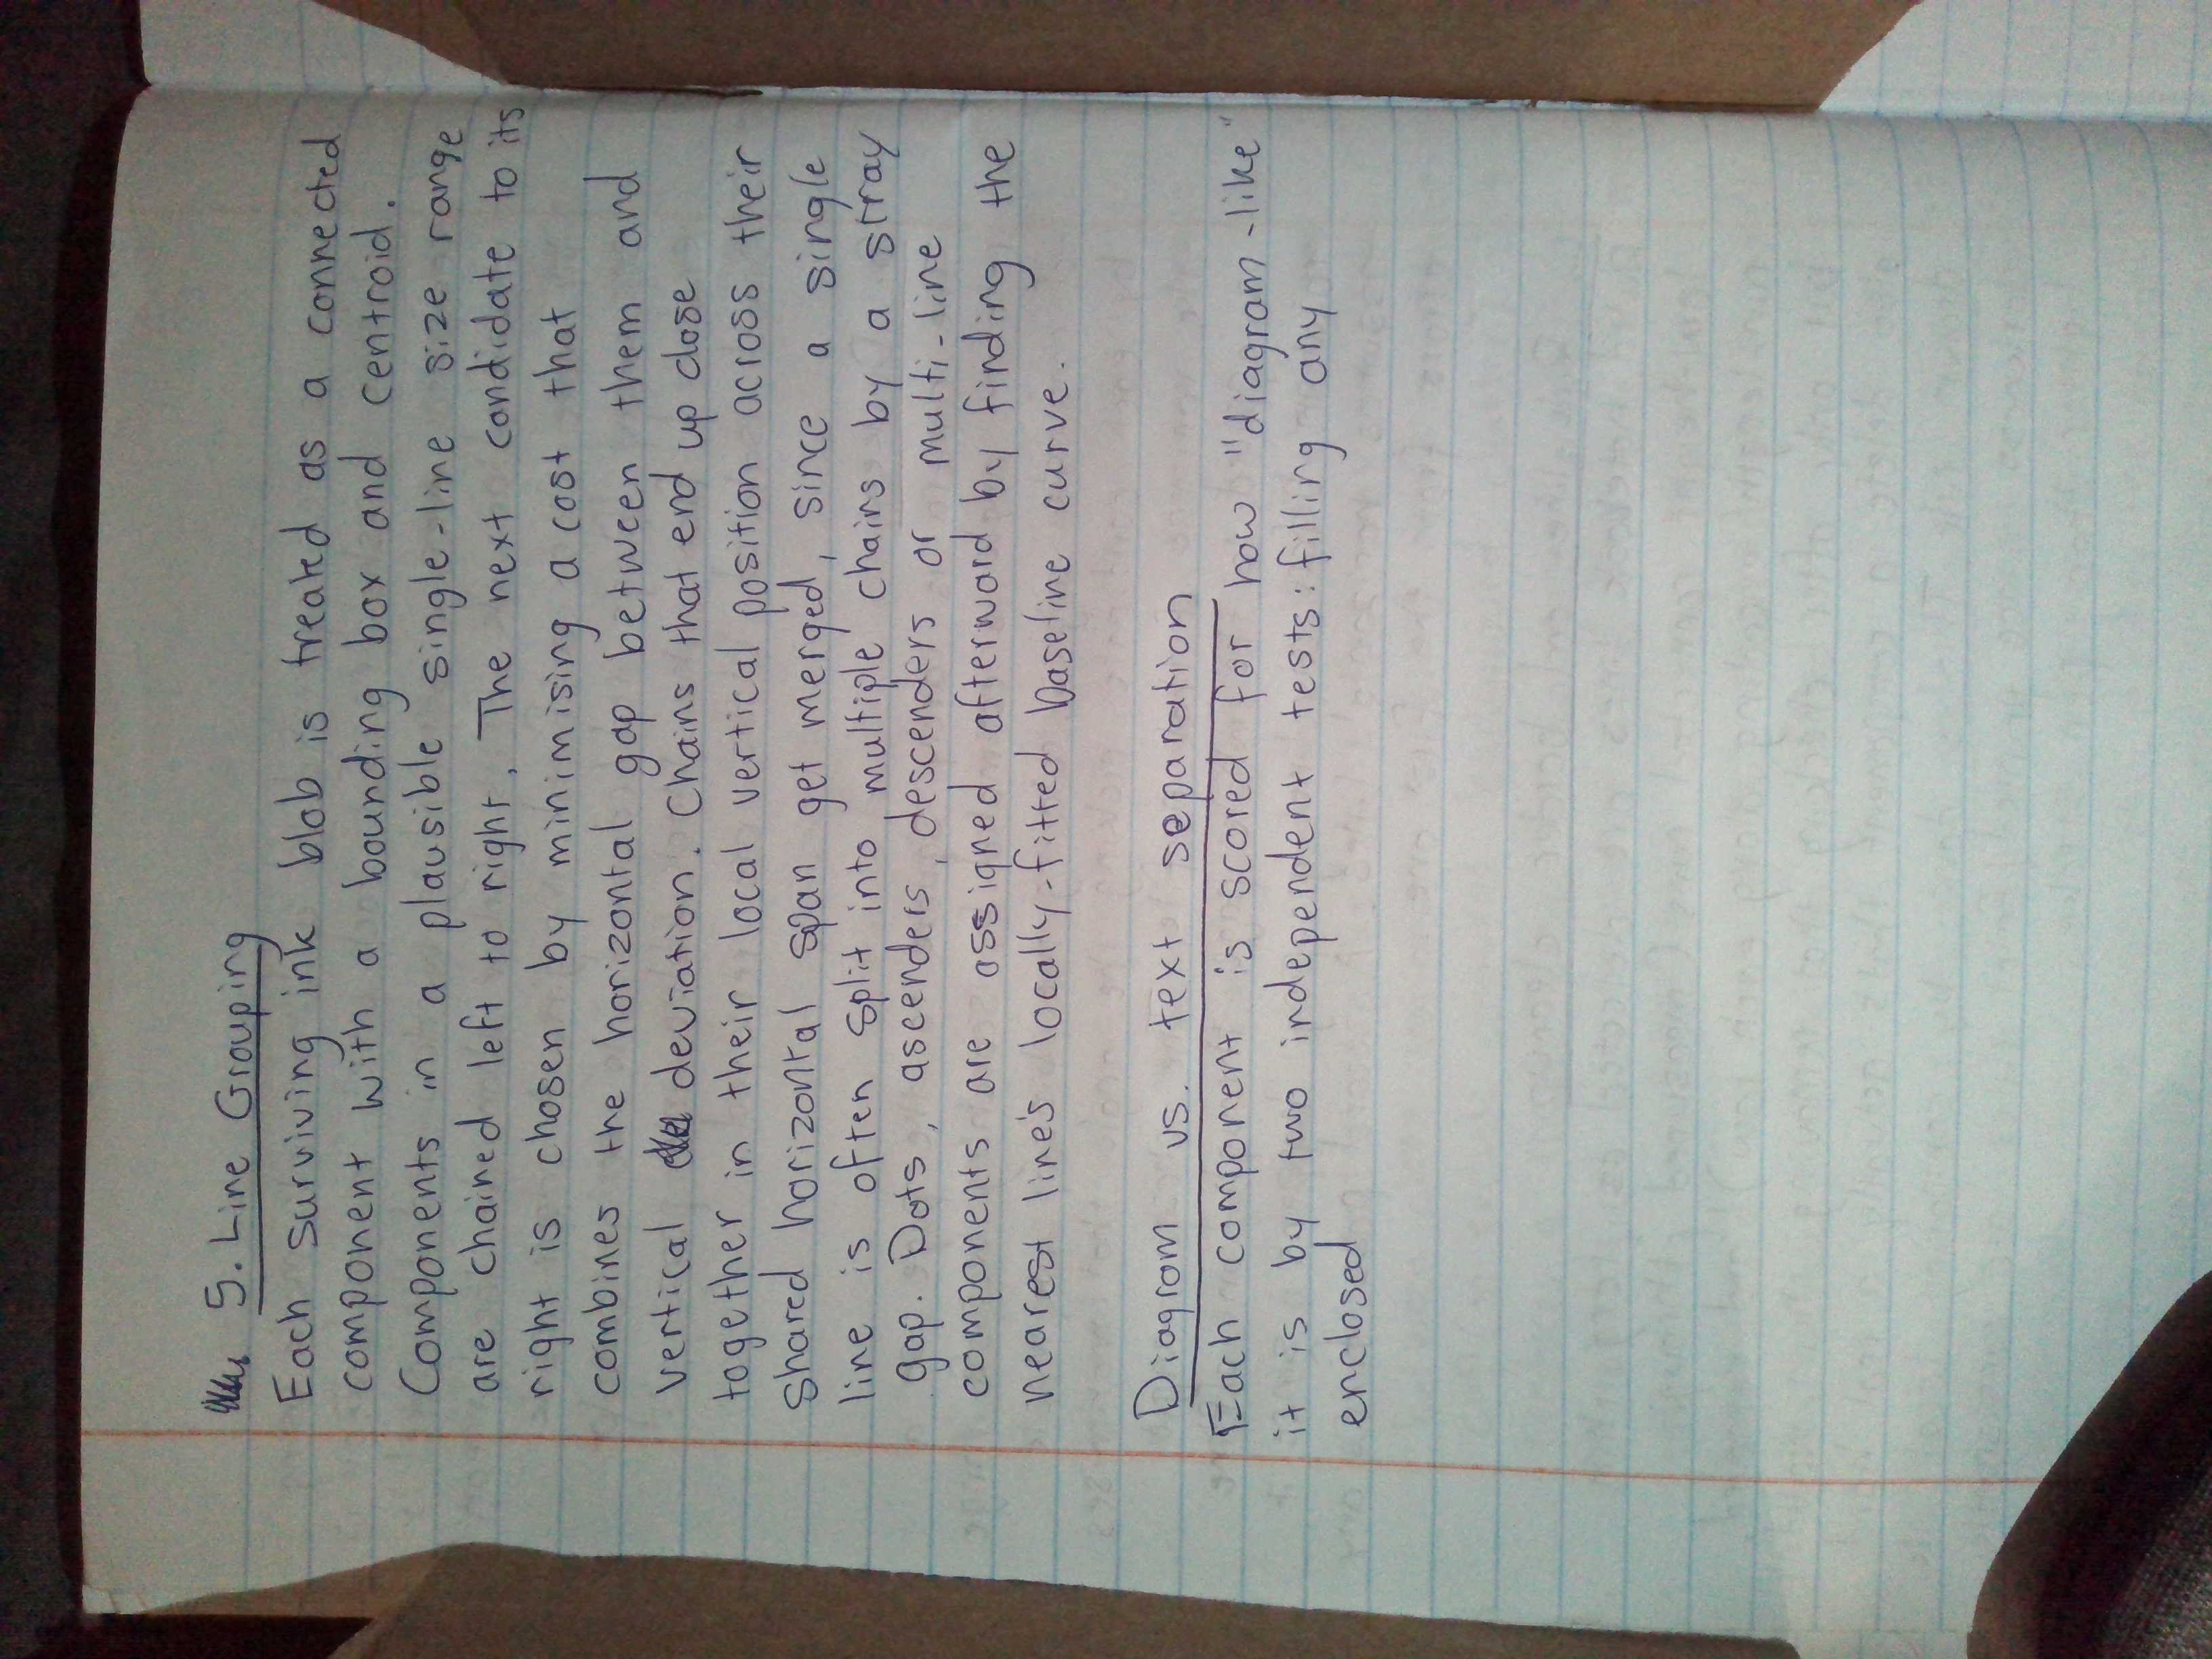 5. Line Grouping
Each surviving ink blob is treated as a connected
component with a bounding box and centroid.
Components in a plausible single-line size range
are chained left to right. The next candidate to its
right is chosen by minimising a cost that
combines the horizontal gap between them and
vertical deviation. Chains that end up close
together in their local vertical position across their
shared horizontal span get merged, since a single
line is often split into multiple chains by a stray
gap. Dots, ascenders, descenders or multi-line
components are assigned afterward by finding the
nearest line's locally-fitted baseline curve.
Diagram vs. text separation
Each component is scored for how "diagram-like"
it is by two independent tests: filling any
enclosed